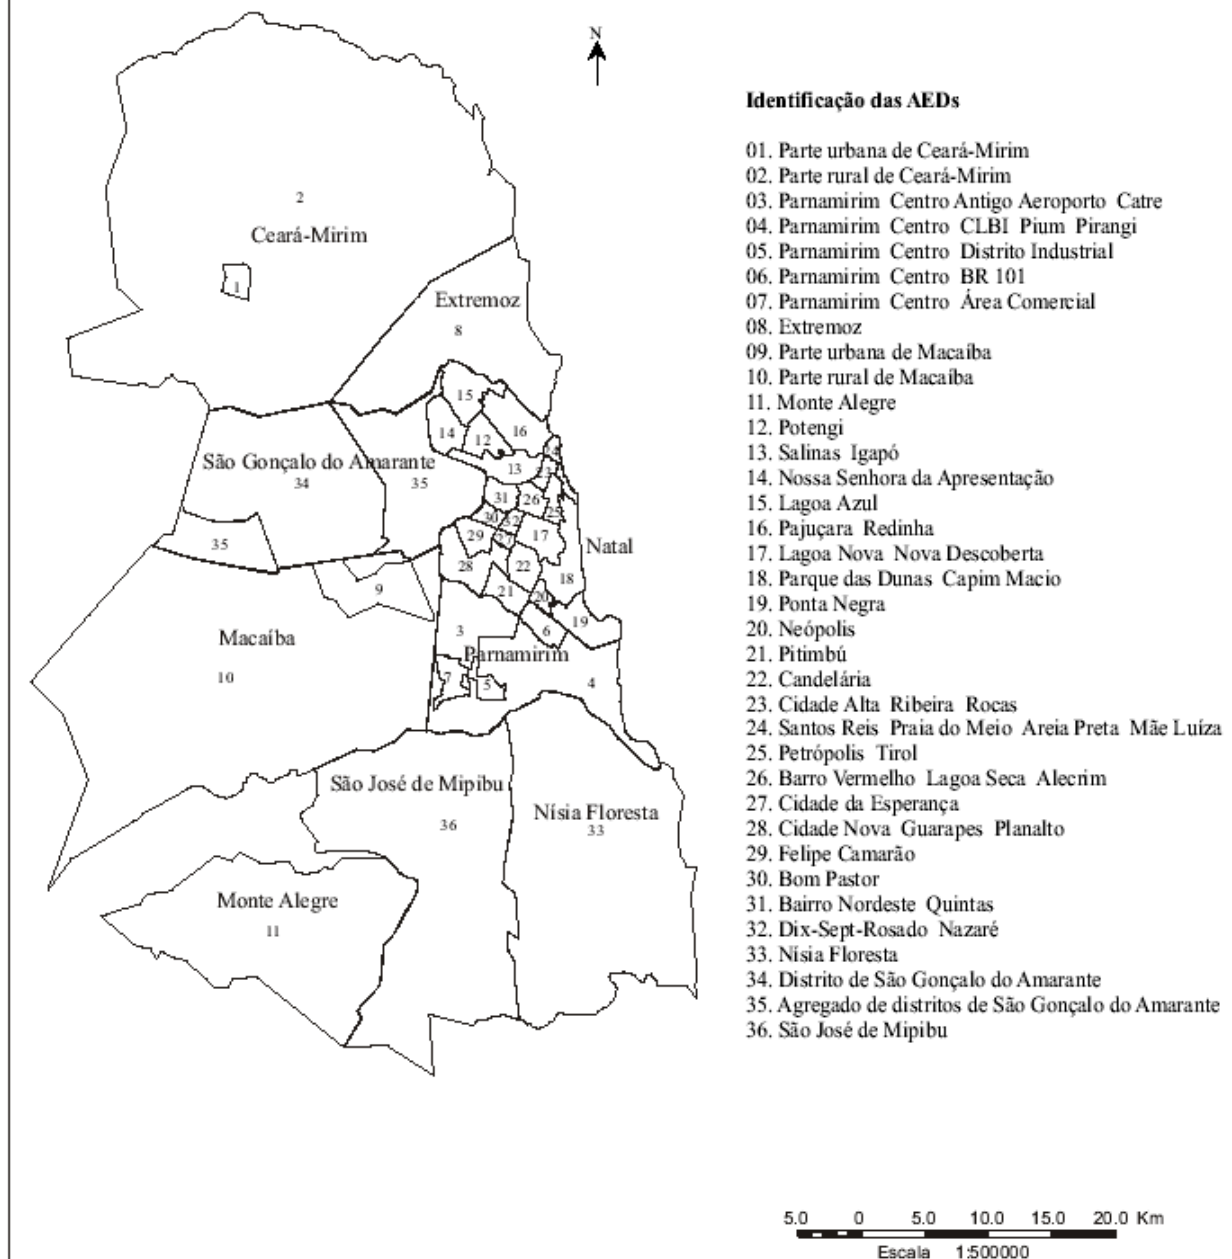 N
Identificação das AEDs
01. Parte urbana de Ceará-Mirim
02. Parte rural de Ceará-Mirim
03. Parnamirim Centro Antigo Aeroporto Catre
04. Parnamirim Centro CLBI Pium Pirangi
05. Parnamirim Centro Distrito Industrial
06. Parnamirim Centro BR 101
07. Parnamirim Centro Área Comercial
08. Extremoz
09. Parte urbana de Macaíba
10. Parte rural de Macaíba
11. Monte Alegre
12. Potengi
13. Salinas Igapó
14. Nossa Senhora da Apresentação
15. Lagoa Azul
16. Pajuçara Redinha
17. Lagoa Nova Nova Descoberta
18. Parque das Dunas Capim Macio
19. Ponta Negra
20. Neópolis
21. Pitimbú
22. Candelária
23. Cidade Alta Ribeira Rocas
24. Santos Reis Praia do Meio Areia Preta Mãe Luíza
25. Petrópolis Tirol
26. Barro Vermelho Lagoa Seca Alecrim
27. Cidade da Esperança
28. Cidade Nova Guarapes Planalto
29. Felipe Camarão
30. Bom Pastor
31. Bairro Nordeste Quintas
32. Dix-Sept-Rosado Nazaré
33. Nísia Floresta
34. Distrito de São Gonçalo do Amarante
35. Agregado de distritos de São Gonçalo do Amarante
36. São José de Mipibu
2
Ceará-Mirim
1
Extremoz
8
15
14
12
16
24
São Gonçalo do Amarante
13
23
34
35
31
26
25
30
32
35
29
27
17
Natal
28
22
18
9
21
20
19
3
6
Macaíba
Parnamirim
10
7
5
4
São José de Mipibu
36
Nísia Floresta
33
Monte Alegre
11
5.0 0 5.0 10.0 15.0 20.0 Km
Escala 1:500000